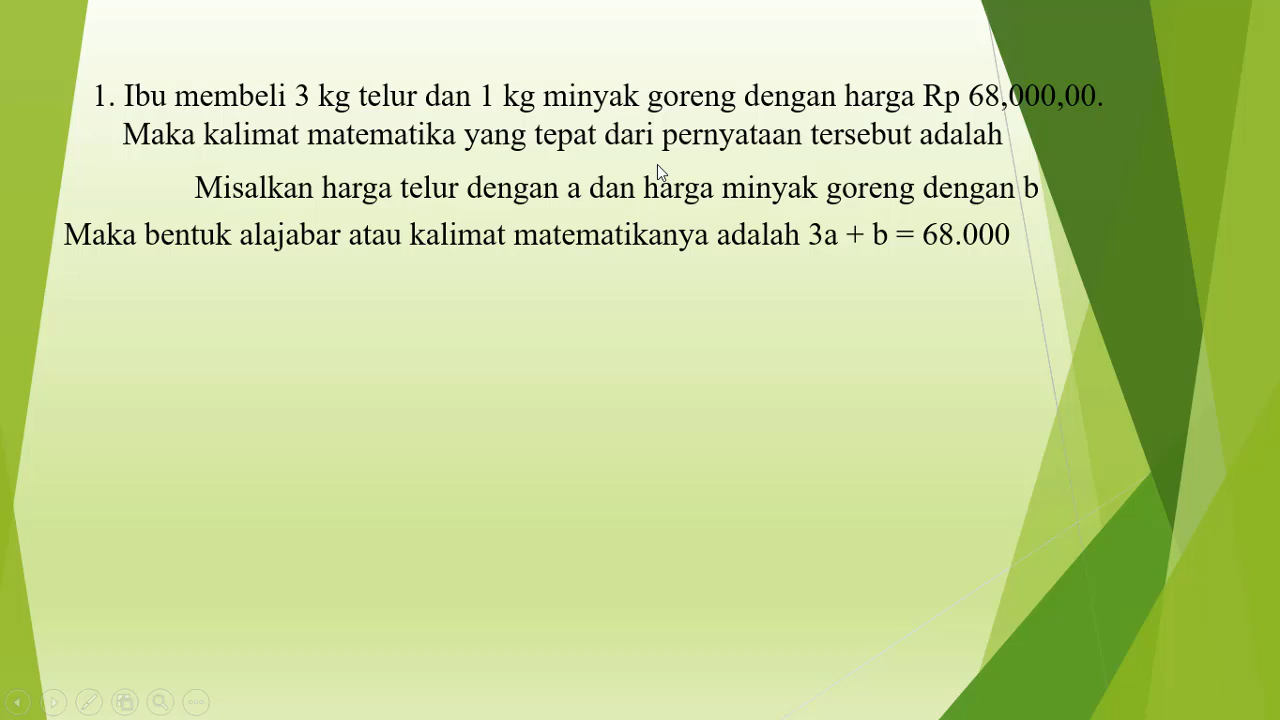 1. Ibu membeli 3 kg telur dan 1 kg minyak goreng dengan harga Rp 68,000,00.
Maka kalimat matematika yang tepat dari pernyataan tersebut adalah
Misalkan harga telur dengan a dan harga minyak goreng dengan b
Maka bentuk alajabar atau kalimat matematikanya adalah 3a + b = 68.000